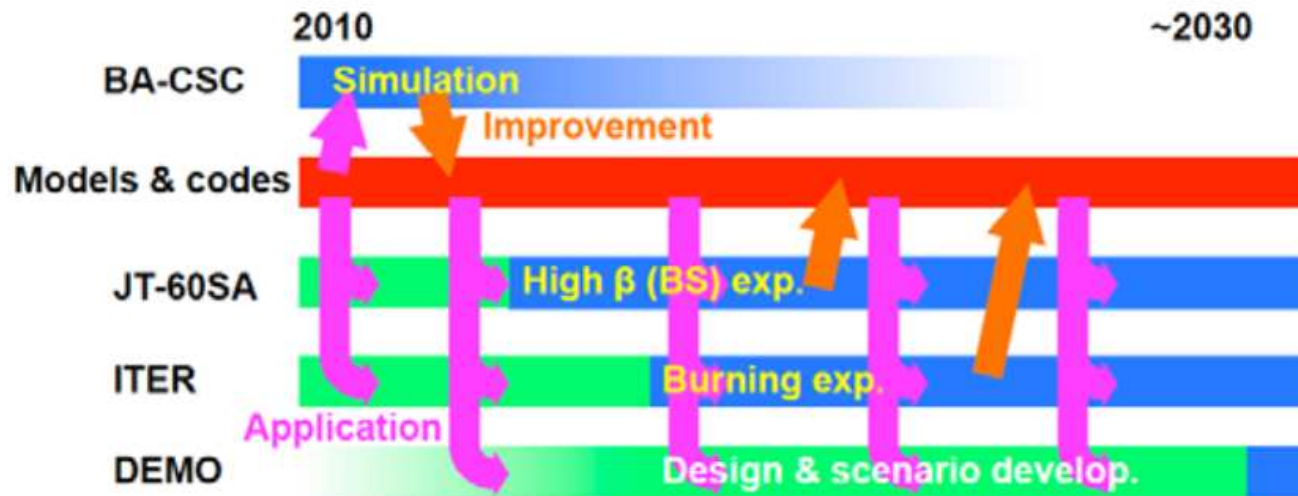 2010 ~2030
BA-CSC Simulation
Improvement
Models & codes
JT-60SA High β (BS) exp.
ITER Burning exp.
Application
DEMO Design & scenario develop.